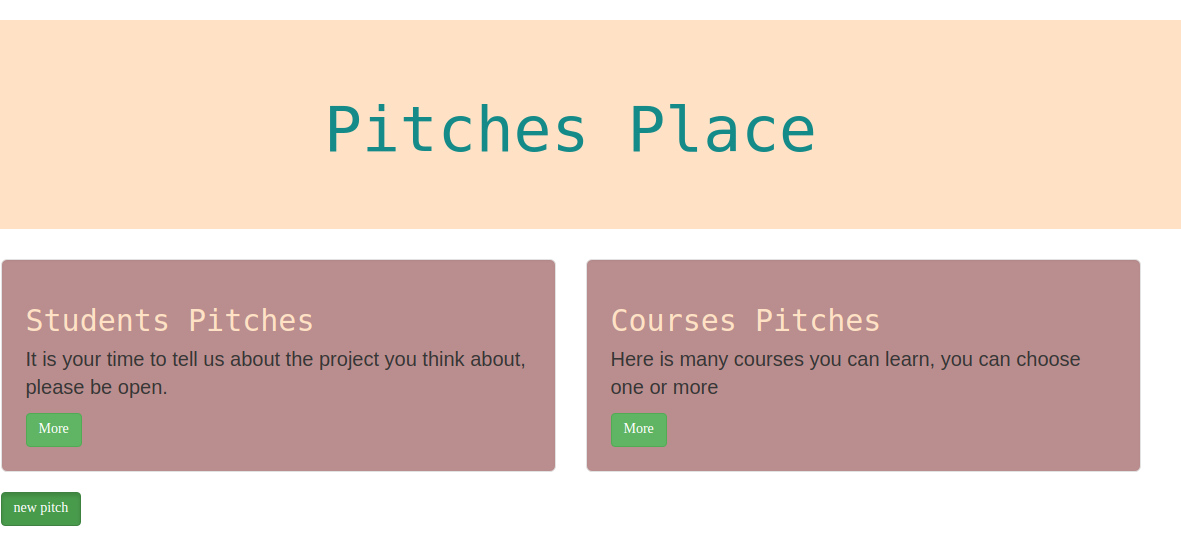 Pitches Place
Students Pitches
It is your time to tell us about the project you think about,
please be open.
More
Courses Pitches
Here is many courses you can learn, you can choose
one or more
More
new pitch